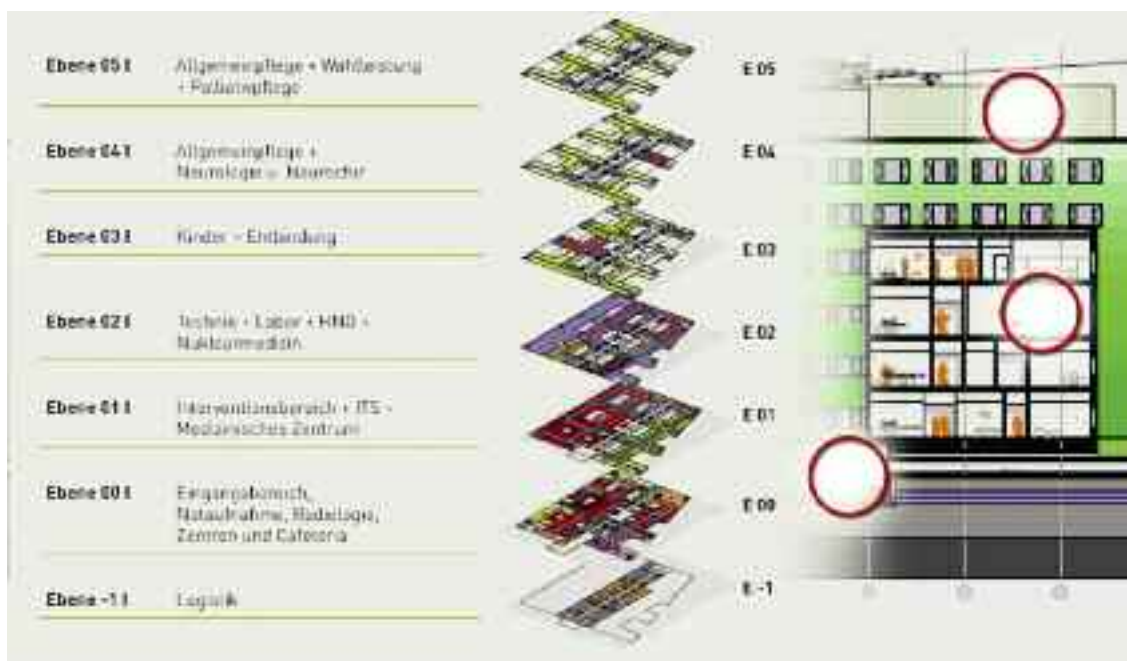 Ebene 05 I
Allgemeinpflege + Wahlleistung
+ Palliativpflege
E 05
Ebene 04 I
Allgemeinpflege +
Neurologie
E 04
Ebene 03 I
Kinder + Entbindung
E 03
Ebene 02 I
Technik + Labor + HNO +
Nuklearmedizin
E 02
Ebene 01 I
Interventionsbereich + ITS +
Medizinisches Zentrum
E 01
Ebene 00 I
Eingangsbereich,
Notaufnahme, Radiologie,
Zentren und Cafeteria
E 00
Ebene -1 I
Logistik
E -1